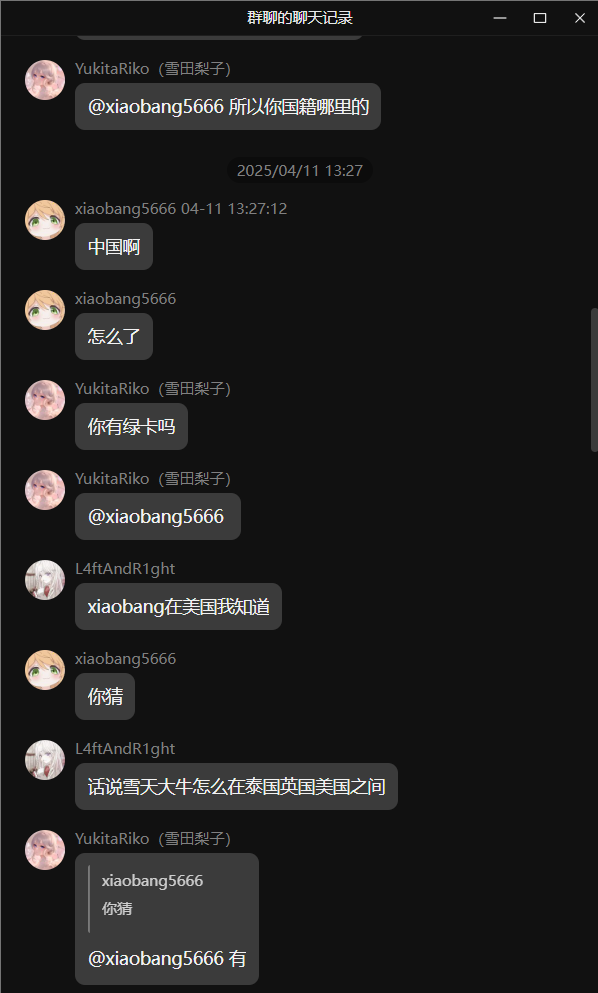 群聊的聊天记录
YukitaRiko（雪田梨子）
@xiaobang5666 所以你国籍哪里的
2025/04/11 13:27
xiaobang5666 04-11 13:27:12
中国啊
xiaobang5666
怎么了
YukitaRiko（雪田梨子）
你有绿卡吗
YukitaRiko（雪田梨子）
@xiaobang5666
L4ftAndR1ght
xiaobang在美国我知道
xiaobang5666
你猜
L4ftAndR1ght
话说雪天大牛怎么在泰国英国美国之间
YukitaRiko（雪田梨子）
xiaobang5666
你猜
@xiaobang5666 有